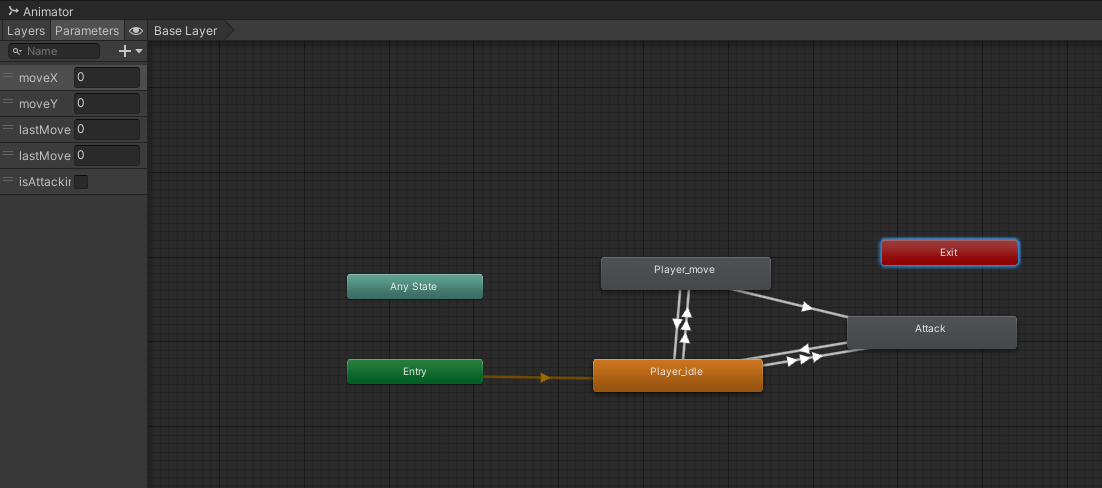 Animator
Layers Parameters Base Layer
Name
moveX 0
moveY 0
lastMove 0
lastMove 0
isAttackin
Exit
Player_move
Any State
Attack
Entry
Player_idle